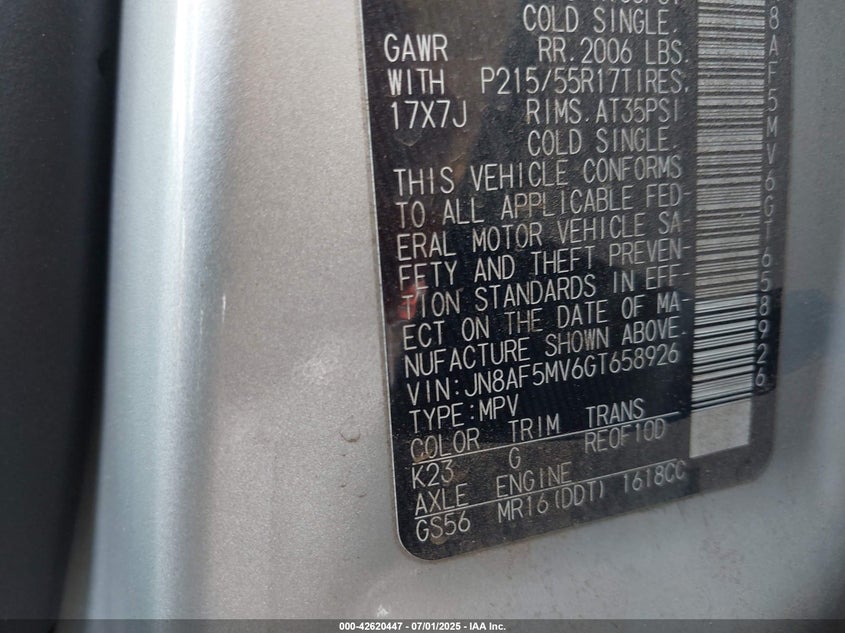 COLD SINGLE.
GAWR RR. 2006 LBS.
WITH P215/55R17TIRES.
17X7J RIMS. AT35PSI
COLD SINGLE.
THIS VEHICLE CONFORMS
TO ALL APPLICABLE FED-
ERAL MOTOR VEHICLE SA-
FETY AND THEFT PREVEN-
TION STANDARDS IN EFF-
ECT ON THE DATE OF MA-
NUFACTURE SHOWN ABOVE.
VIN:JN8AF5MV6GT658926
TYPE:MPV
COLOR TRIM TRANS
K23 G RE0F10D
AXLE ENGINE
GS56 MR16(DDT) 1618CC
8AF5MV6GT658926
000-42620447 - 07/01/2025 - IAA Inc.